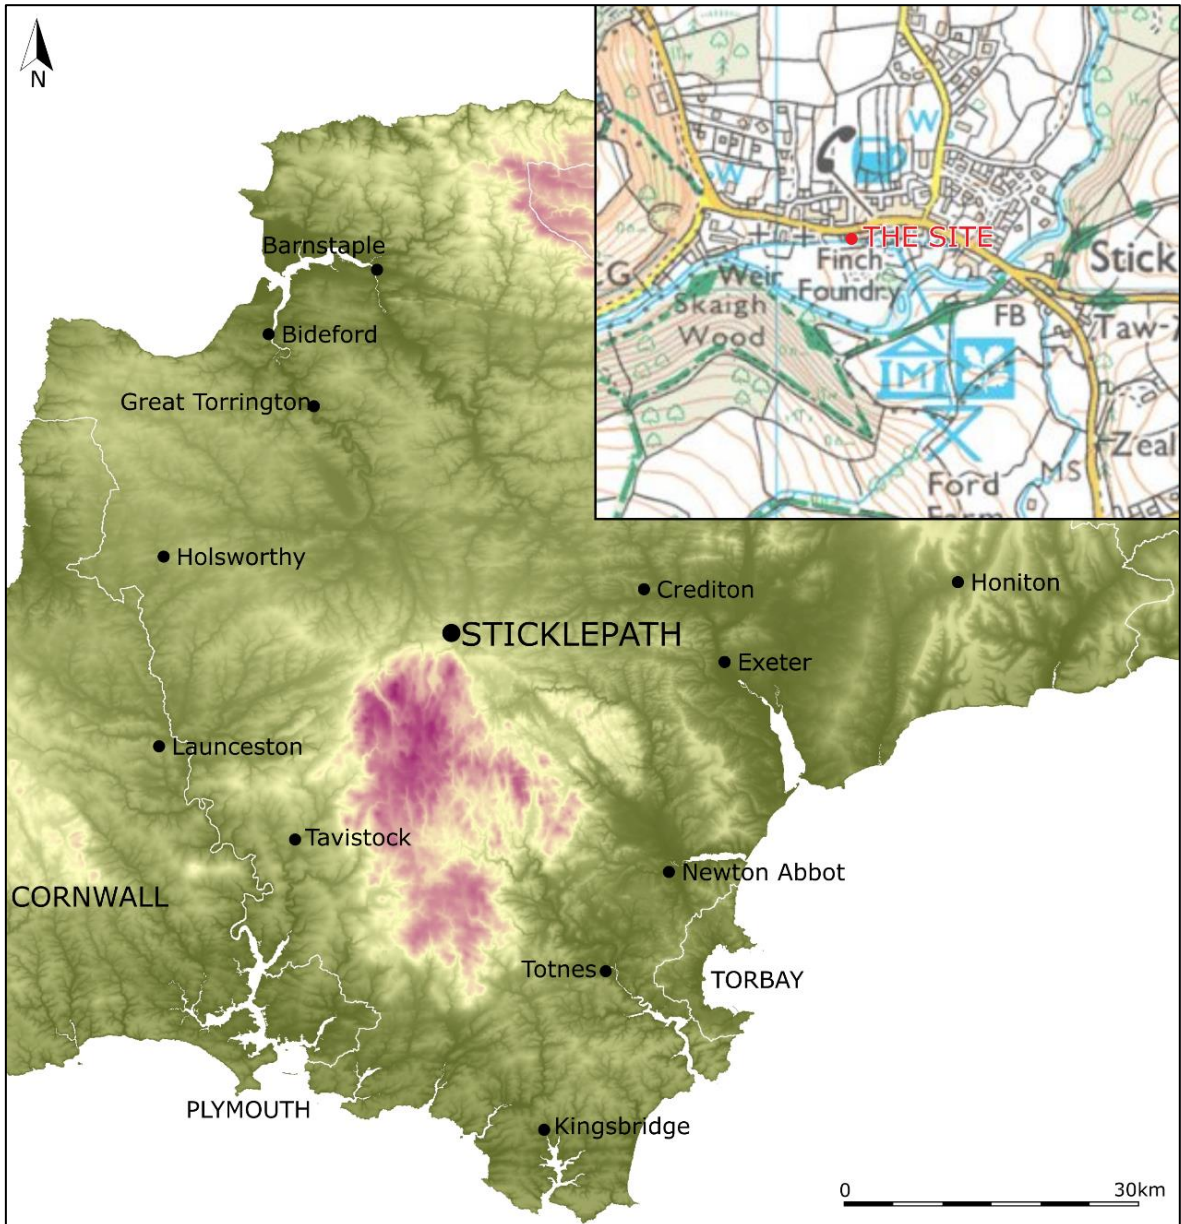 N
W
W
THE SITE
G
Weir
Finch
Foundry
Skaigh
Wood
FB
Stick
Taw-
M
Zeal
MS
Ford
Farm
Barnstaple
Bideford
Great Torrington
Holsworthy
Crediton
Honiton
STICKLEPATH
Exeter
Launceston
Tavistock
Newton Abbot
CORNWALL
Totnes
TORBAY
PLYMOUTH
Kingsbridge
0
30km